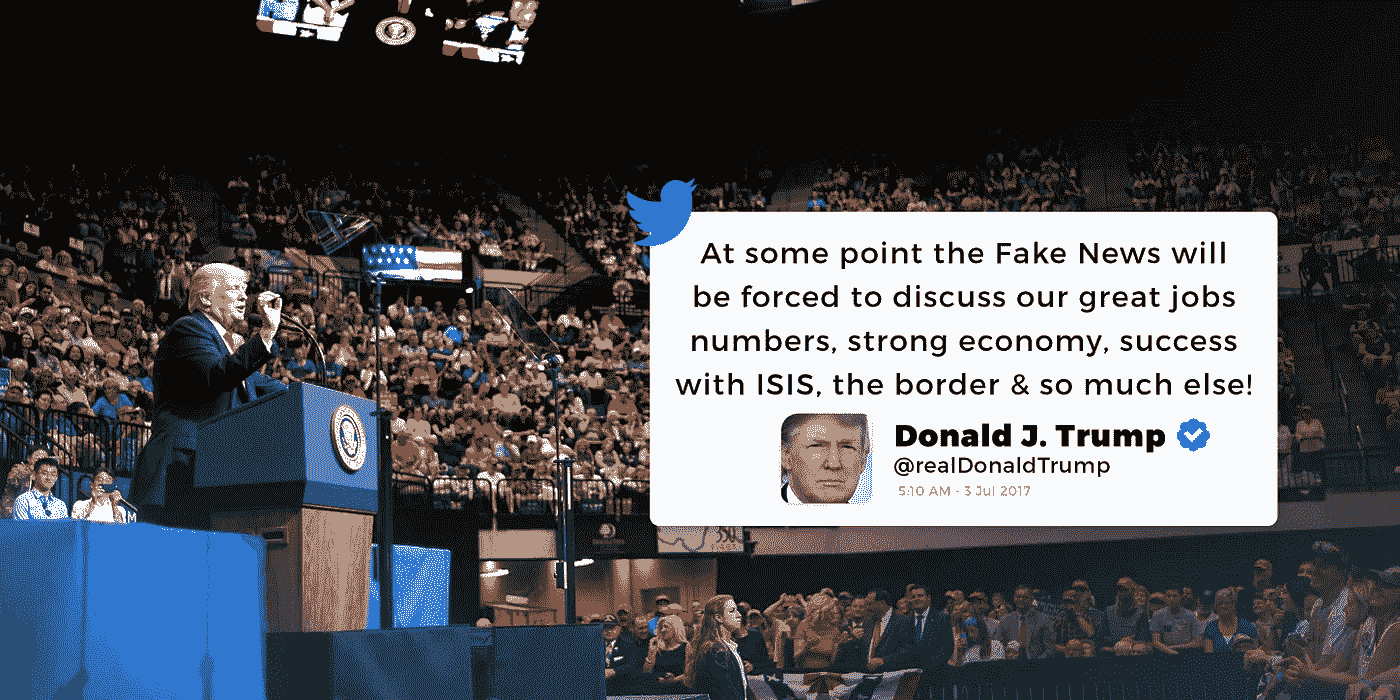 At some point the Fake News will
be forced to discuss our great jobs
numbers, strong economy, success
with ISIS, the border & so much else!
Donald J. Trump
@realDonaldTrump
5:10 AM - 3 Jul 2017